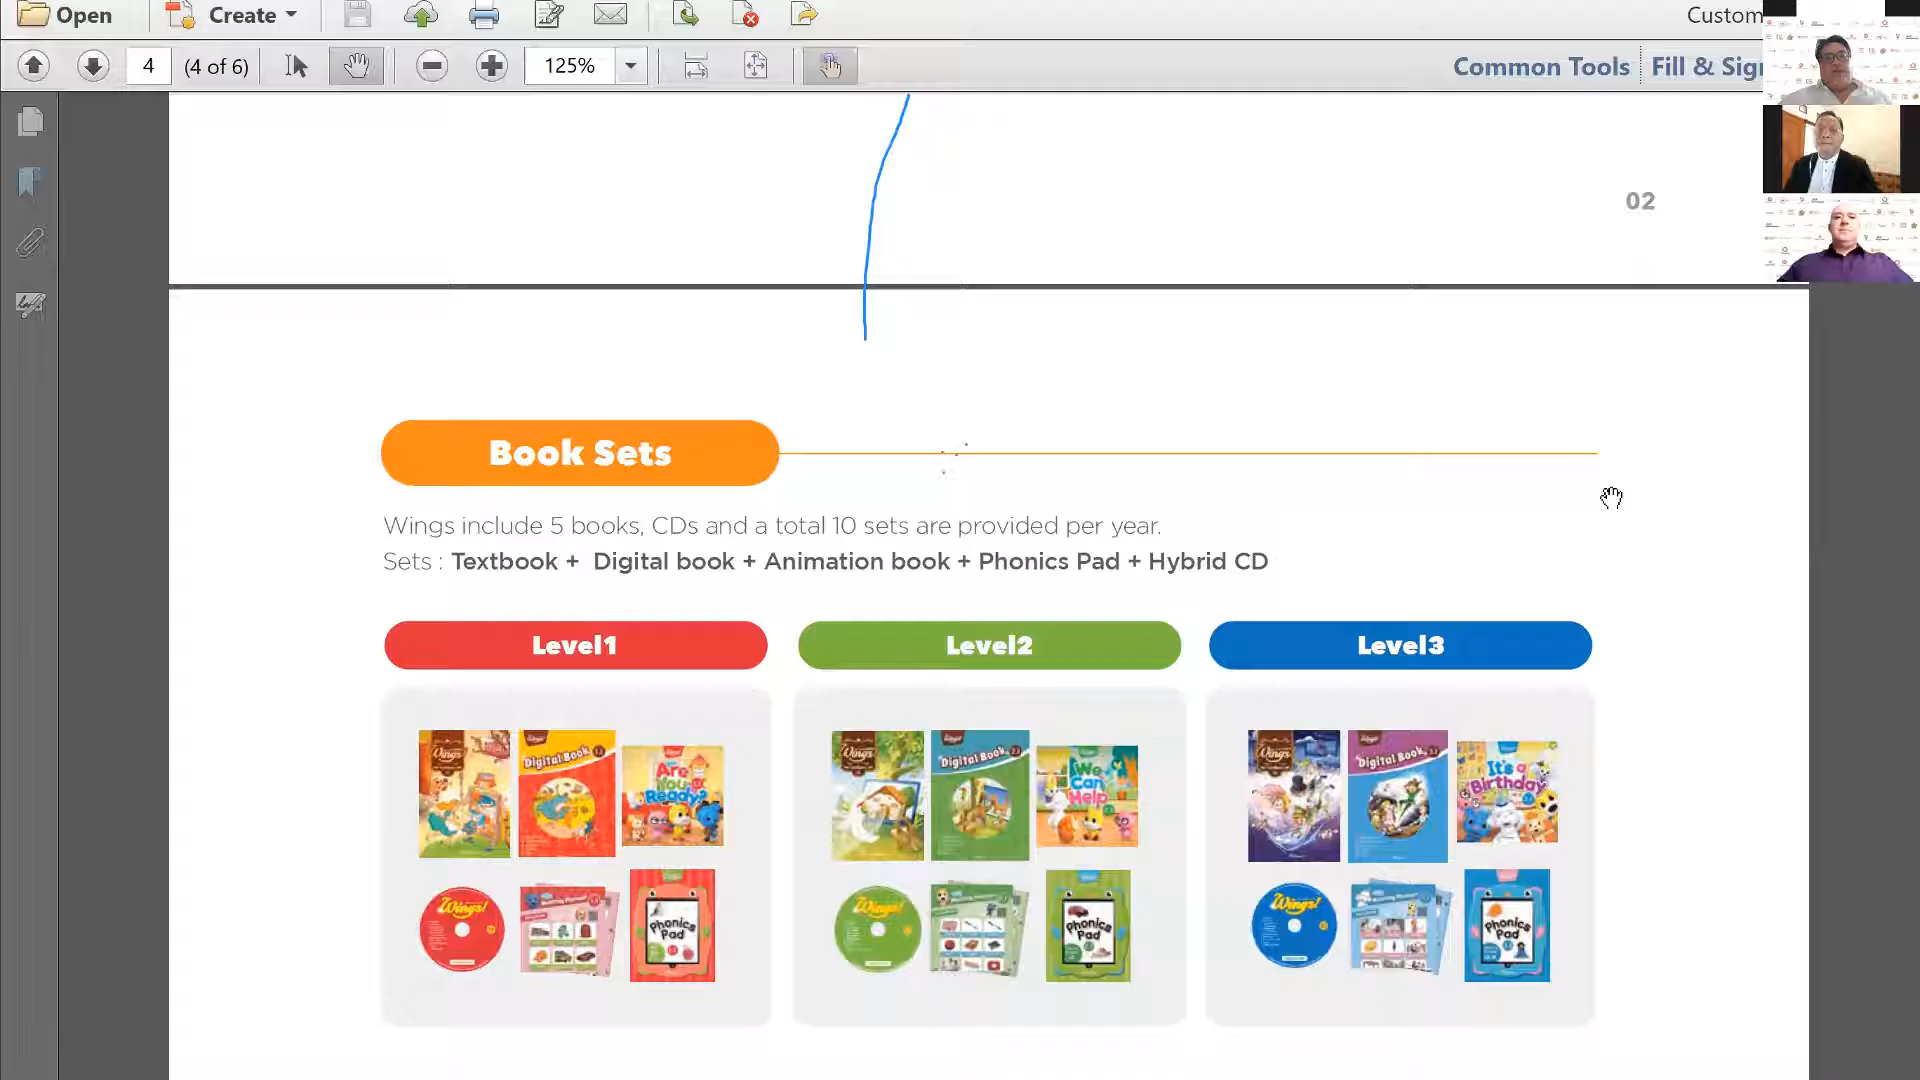 Open
Create
Custom
4
(4 of 6)
125%
Common Tools
Fill & Sign
02
Book Sets
Wings include 5 books, CDs and a total 10 sets are provided per year.
Sets : Textbook + Digital book + Animation book + Phonics Pad + Hybrid CD
Level1
Level2
Level3
Wings
Digital Book
Are You Ready?
Wings
Digital Book
We Can Help
Wings
Digital Book
It's a Birthday
Wings!
Phonics Pad
Wings!
Phonics Pad
Wings!
Phonics Pad